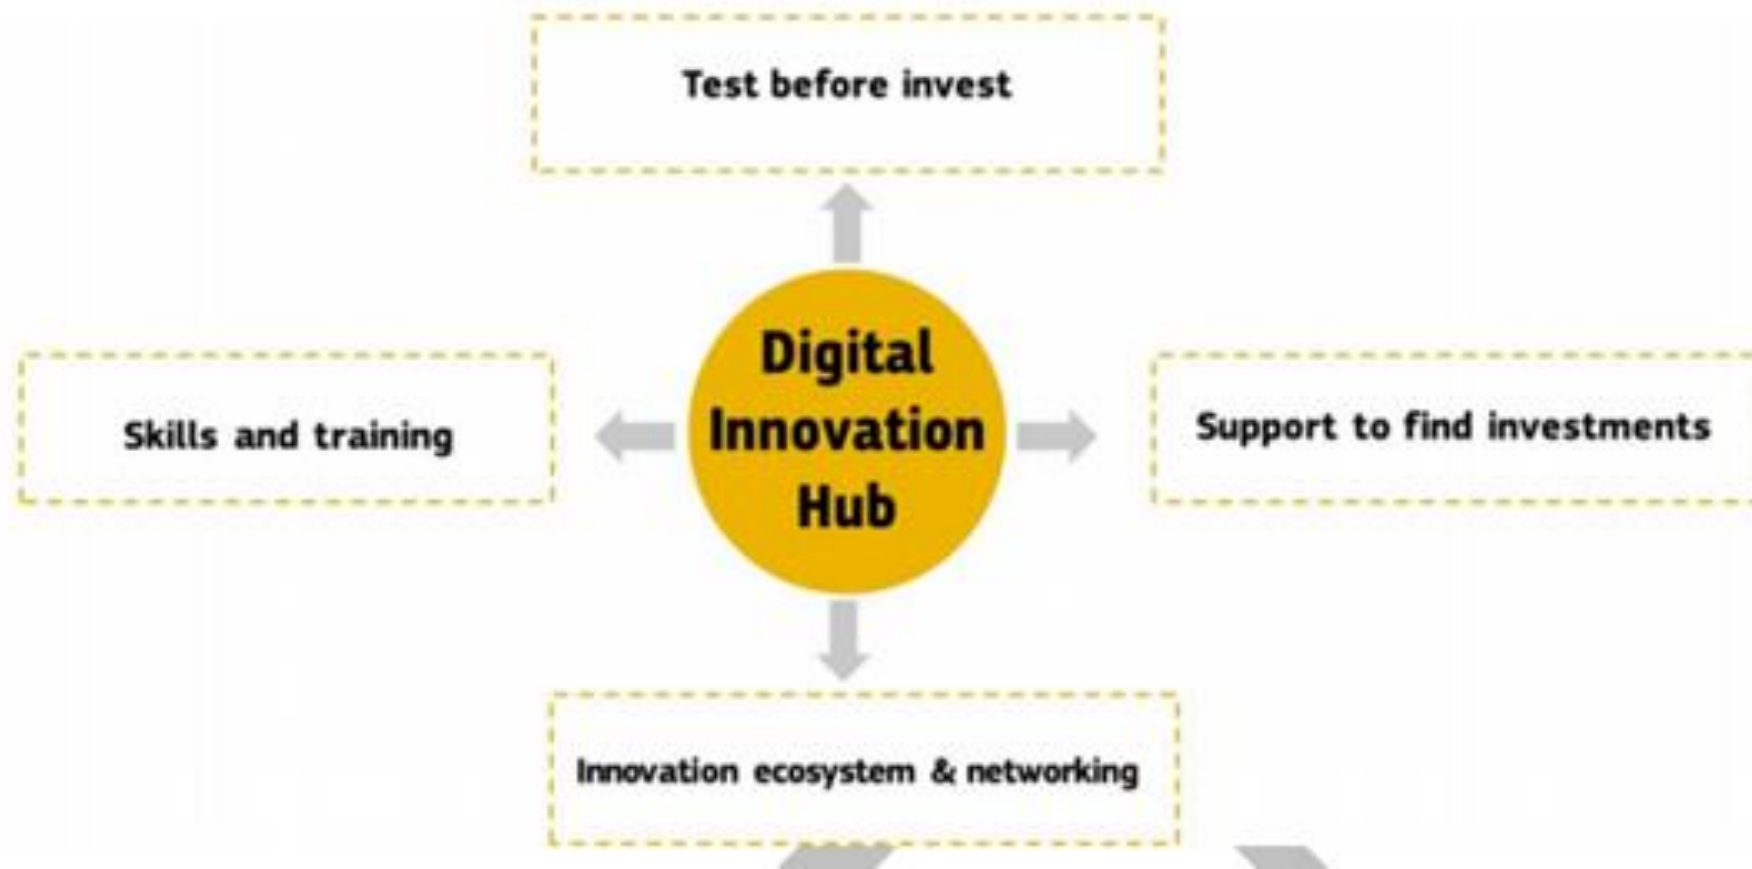 Test before invest
Digital
Innovation
Hub
Skills and training
Support to find investments
Innovation ecosystem & networking